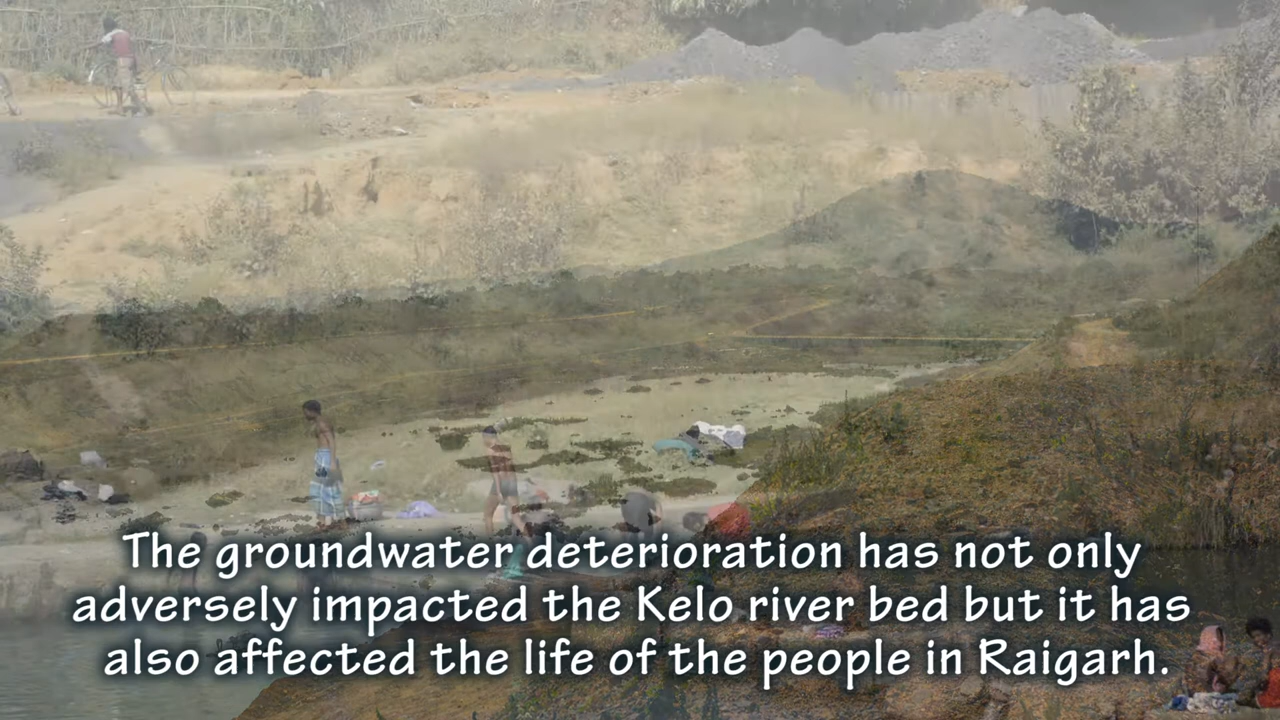 The groundwater deterioration has not only
adversely impacted the Kelo river bed but it has
also affected the life of the people in Raigarh.